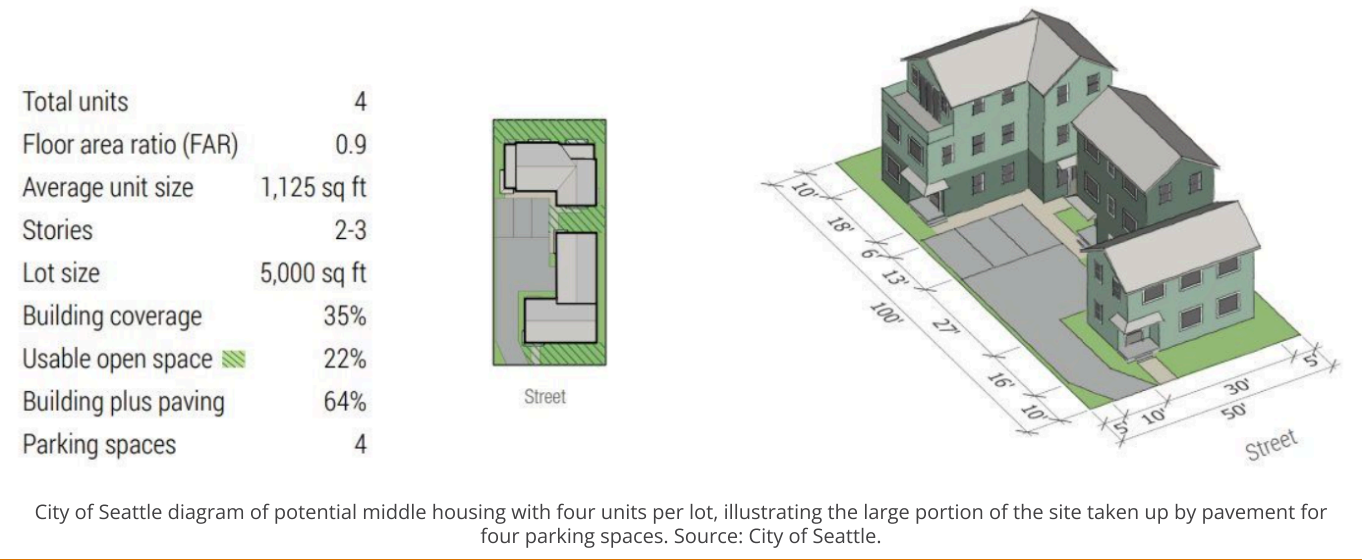 Total units 4
Floor area ratio (FAR) 0.9
Average unit size 1,125 sq ft
Stories 2-3
Lot size 5,000 sq ft
Building coverage 35%
Usable open space 22%
Building plus paving 64%
Parking spaces 4
Street
10'
18'
6'
13'
100'
27'
16'
10'
5'
10'
30'
5'
50'
Street
City of Seattle diagram of potential middle housing with four units per lot, illustrating the large portion of the site taken up by pavement for
four parking spaces. Source: City of Seattle.